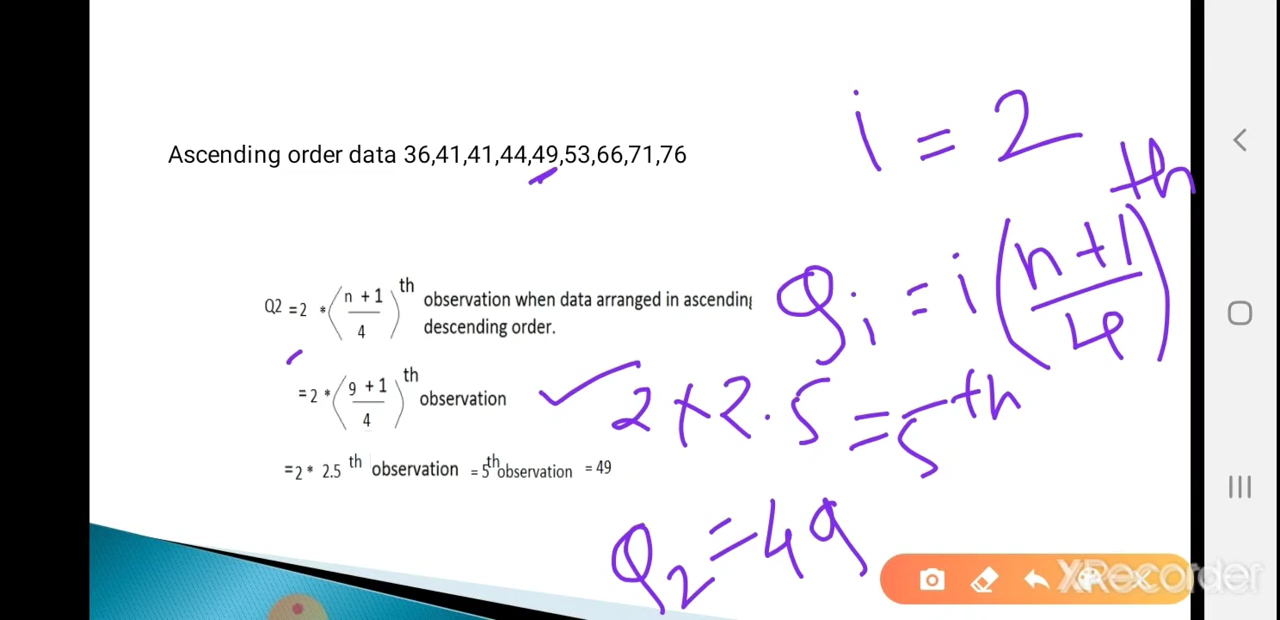 i = 2
Ascending order data 36,41,41,44,49,53,66,71,76
Qi = i (n+1/4)th
Q2 =2 * (n +1/4)th observation when data arranged in ascending
descending order.
=2 * (9 +1/4)th observation
2 × 2.5 = 5th
=2 * 2.5 th observation = 5th observation = 49
Q2 = 49
XRecorder